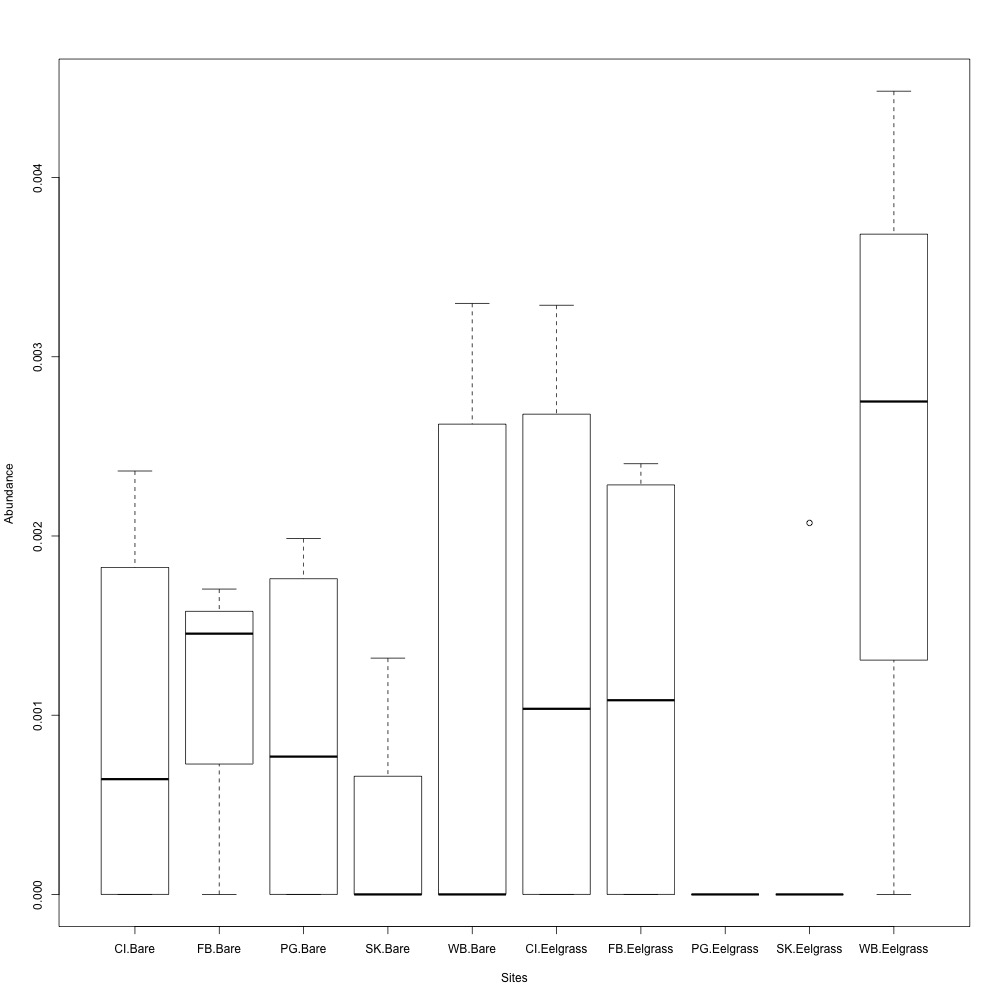 Abundance
0.004
0.003
0.002
0.001
0.000
CI.Bare FB.Bare PG.Bare SK.Bare WB.Bare CI.Eelgrass FB.Eelgrass PG.Eelgrass SK.Eelgrass WB.Eelgrass
Sites